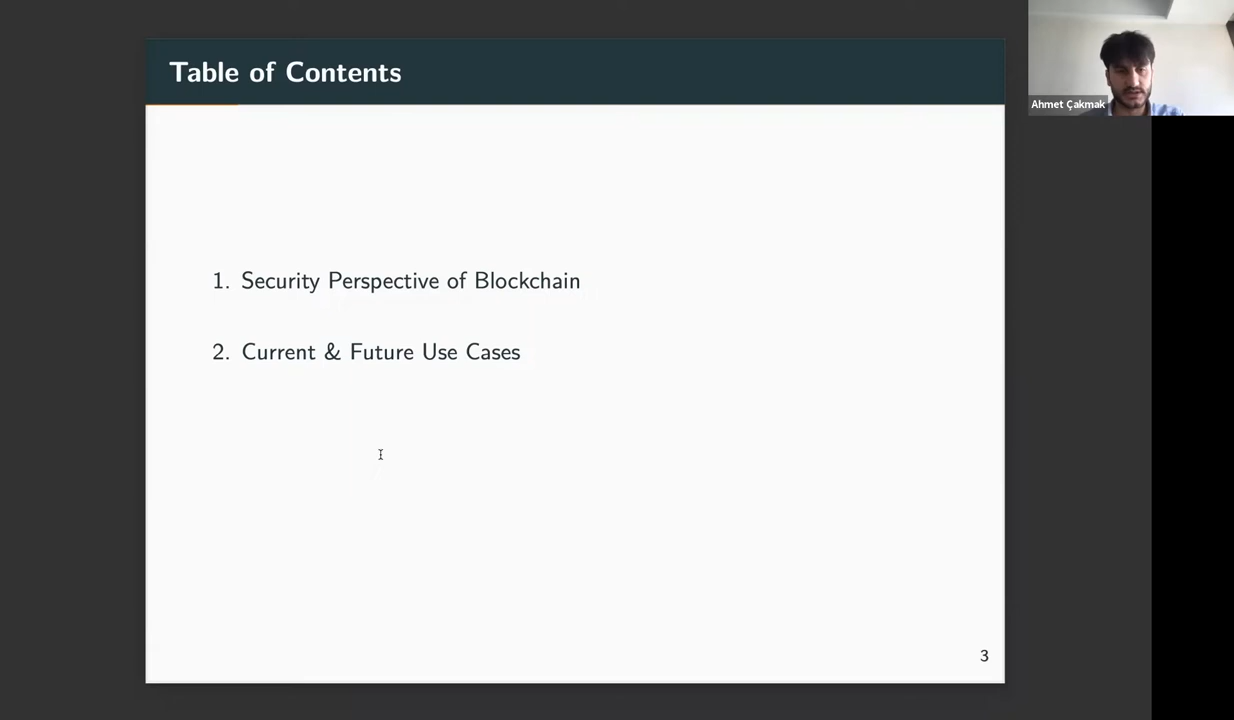 Table of Contents
Ahmet Çakmak
1. Security Perspective of Blockchain
2. Current & Future Use Cases
3